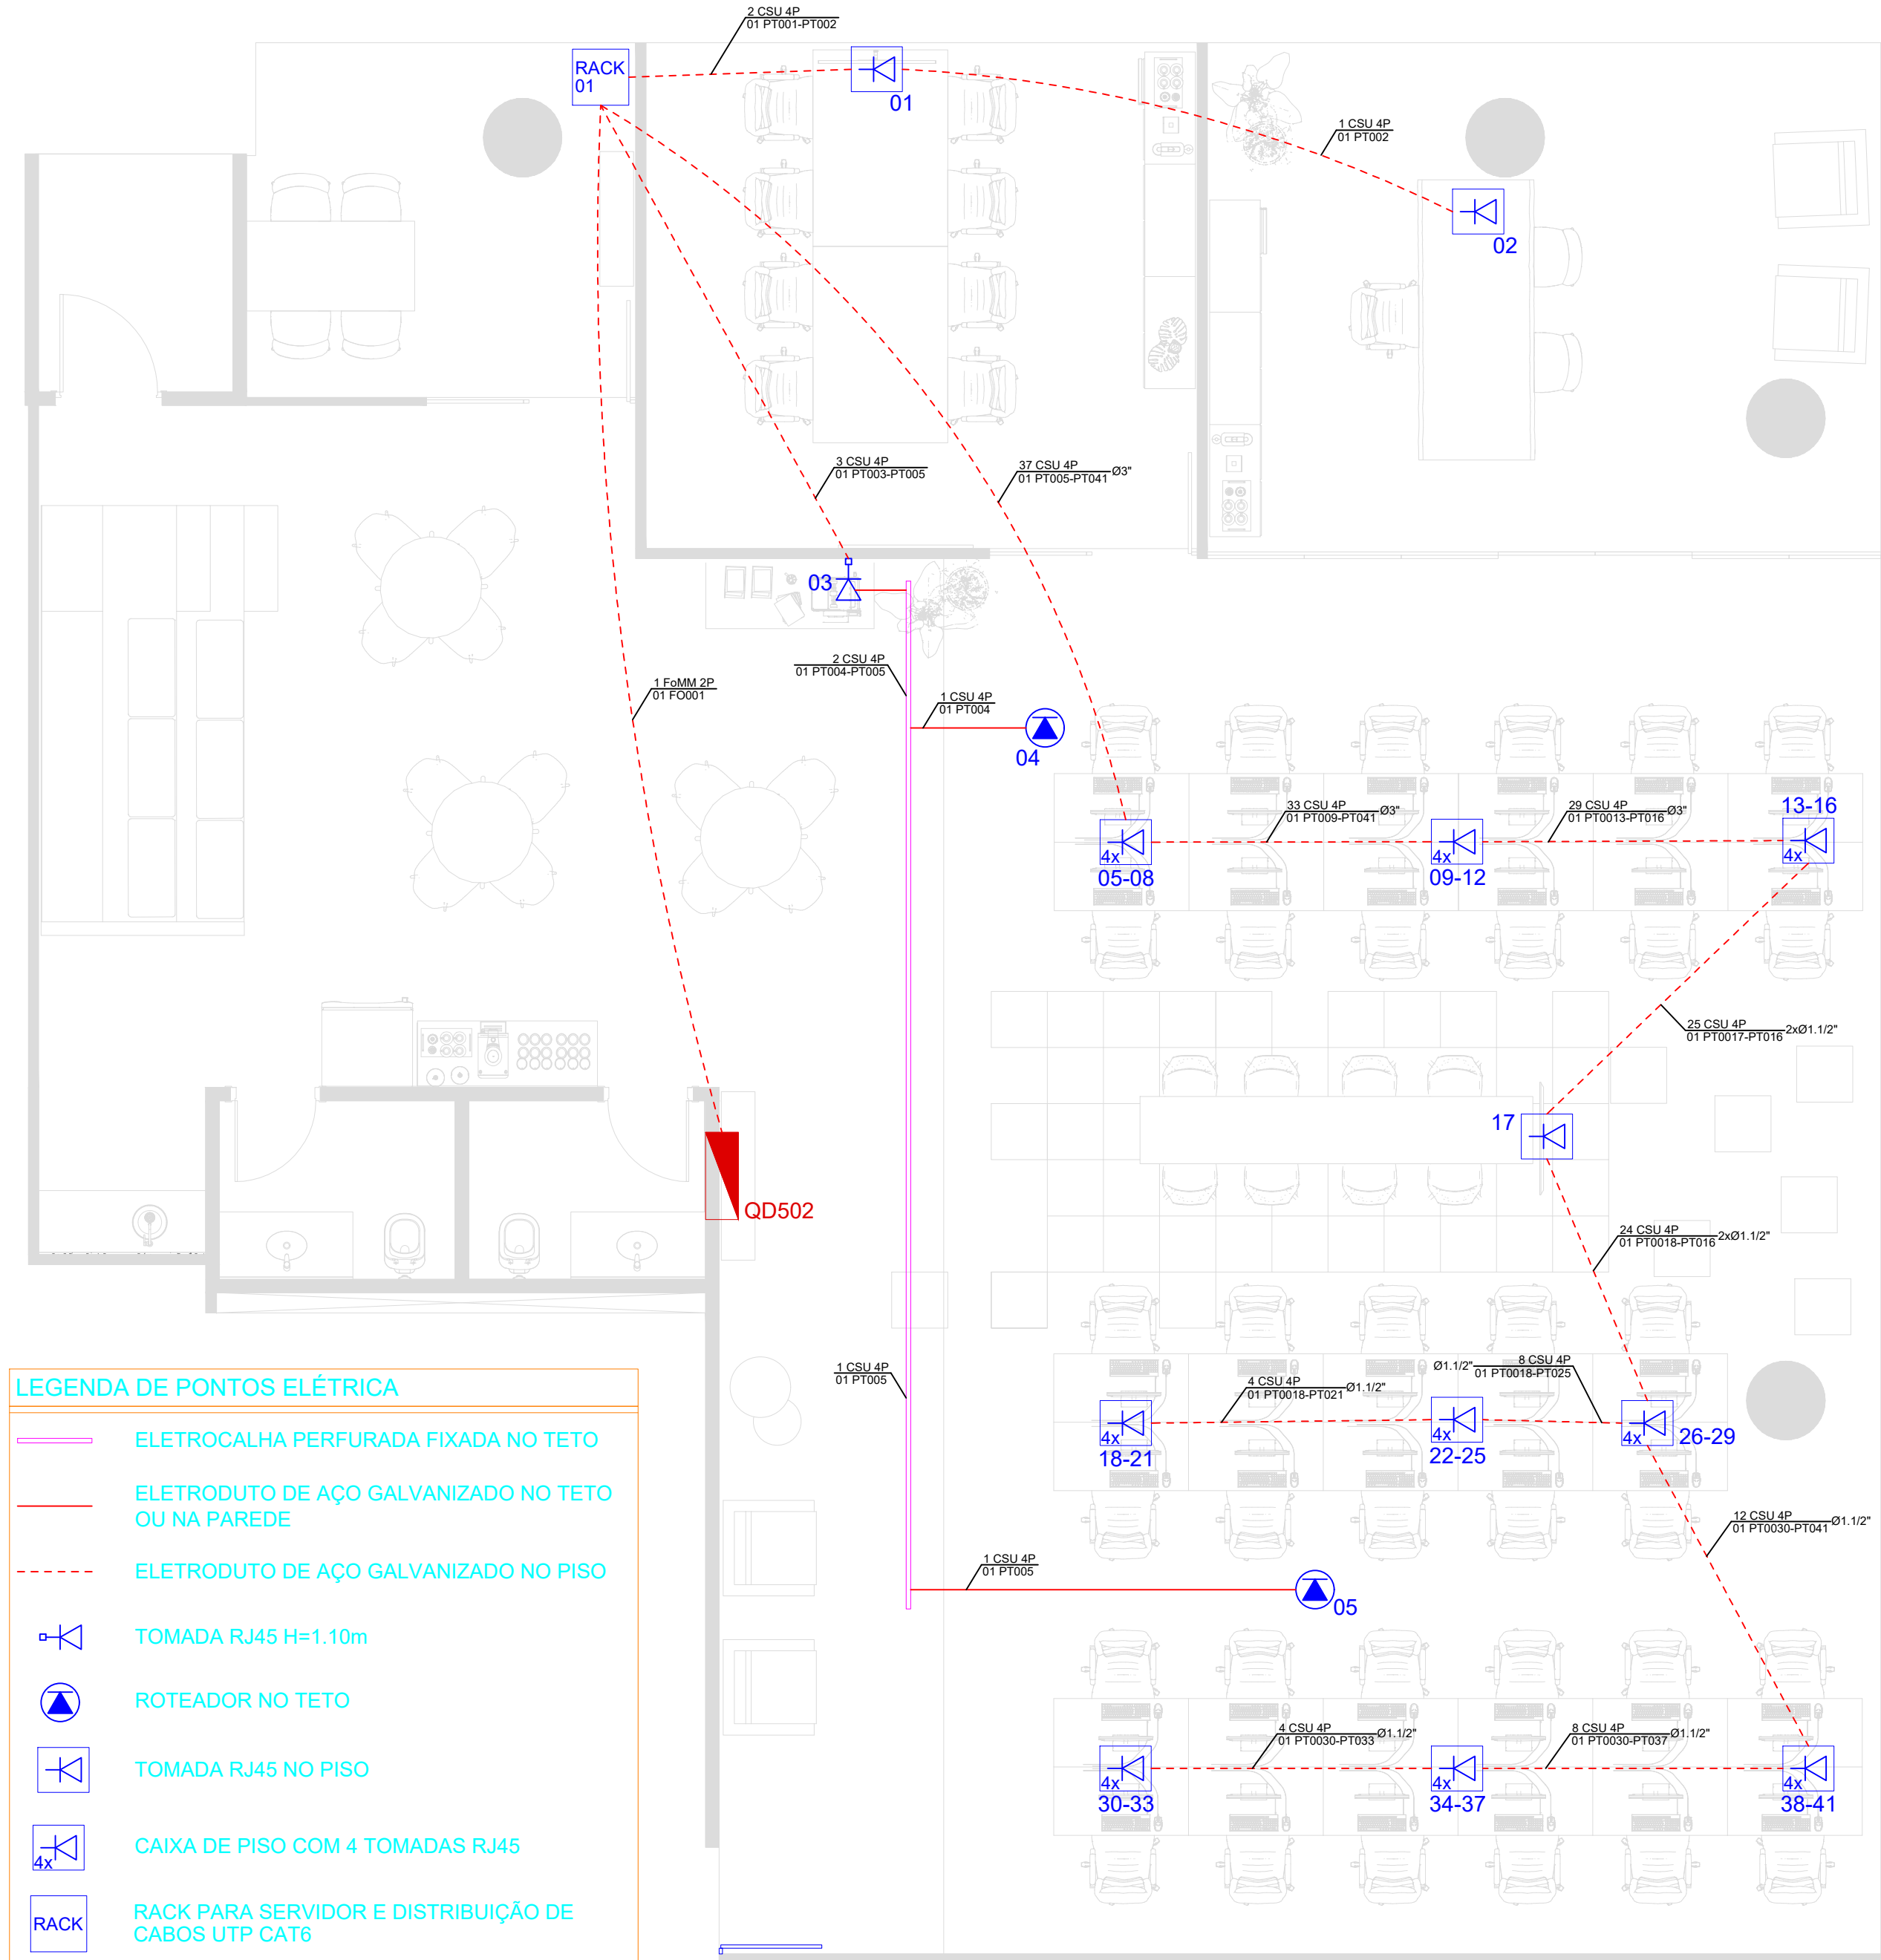 2 CSU 4P
01 PT001-PT002
RACK
01
01
1 CSU 4P
01 PT002
02
3 CSU 4P
01 PT003-PT005
37 CSU 4P
01 PT005-PT041
Ø3"
03
2 CSU 4P
01 PT004-PT005
1 FoMM 2P
01 FO001
1 CSU 4P
01 PT004
04
33 CSU 4P
01 PT009-PT041
Ø3"
29 CSU 4P
01 PT0013-PT016
Ø3"
13-16
4x
05-08
4x
09-12
4x
25 CSU 4P
01 PT0017-PT016
2xØ1.1/2"
17
QD502
24 CSU 4P
01 PT0018-PT016
2xØ1.1/2"
1 CSU 4P
01 PT005
4 CSU 4P
01 PT0018-PT021
Ø1.1/2"
Ø1.1/2"
8 CSU 4P
01 PT0018-PT025
4x
18-21
4x
22-25
4x
26-29
12 CSU 4P
01 PT0030-PT041
Ø1.1/2"
1 CSU 4P
01 PT005
05
4 CSU 4P
01 PT0030-PT033
Ø1.1/2"
8 CSU 4P
01 PT0030-PT037
Ø1.1/2"
4x
30-33
4x
34-37
4x
38-41
LEGENDA DE PONTOS ELÉTRICA
ELETROCALHA PERFURADA FIXADA NO TETO
ELETRODUTO DE AÇO GALVANIZADO NO TETO
OU NA PAREDE
ELETRODUTO DE AÇO GALVANIZADO NO PISO
TOMADA RJ45 H=1.10m
ROTEADOR NO TETO
TOMADA RJ45 NO PISO
4x
CAIXA DE PISO COM 4 TOMADAS RJ45
RACK
RACK PARA SERVIDOR E DISTRIBUIÇÃO DE
CABOS UTP CAT6